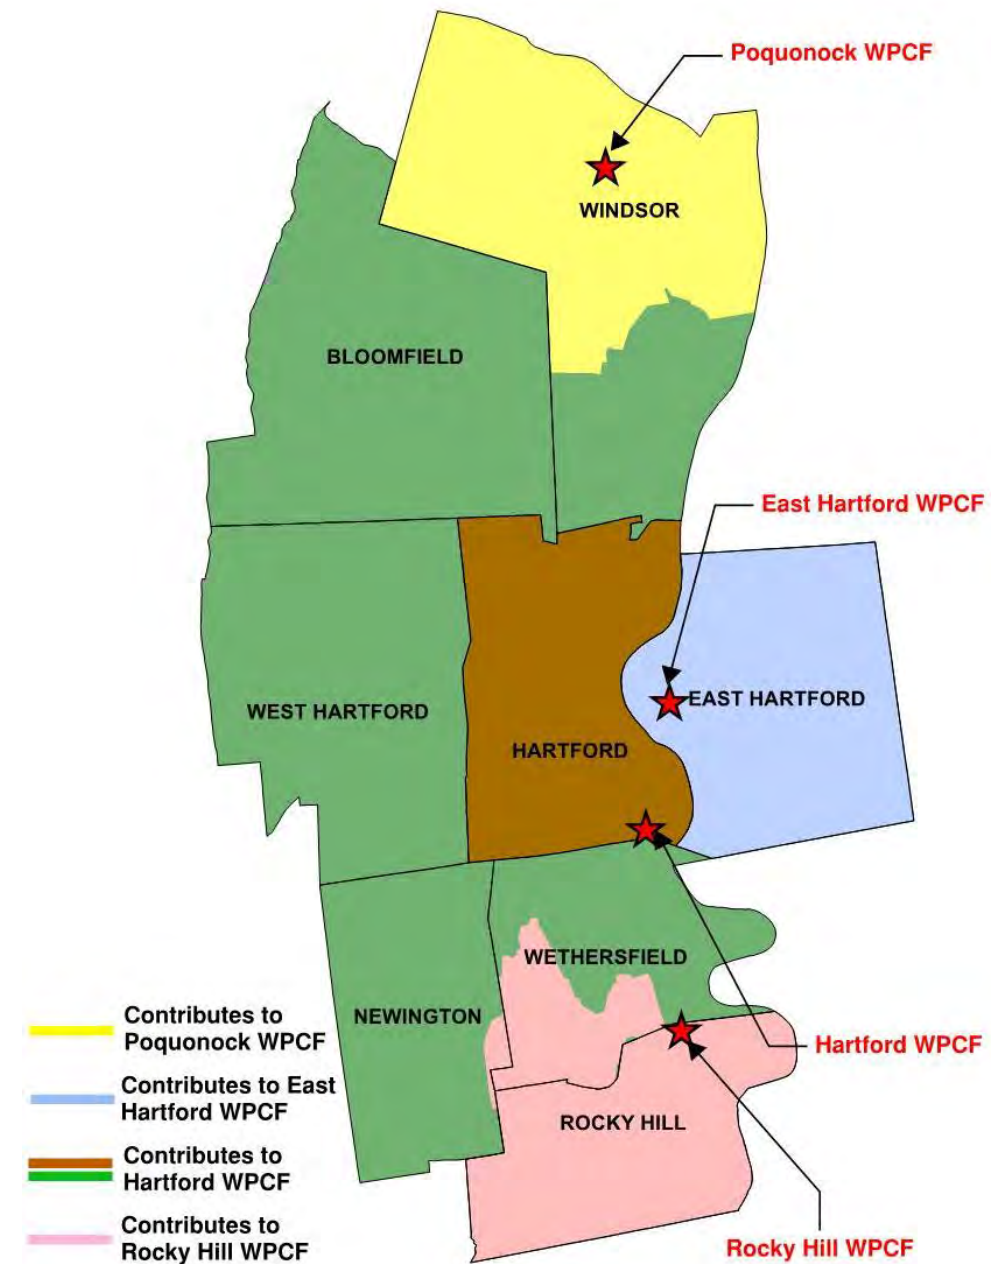 Poquonock WPCF
WINDSOR
BLOOMFIELD
East Hartford WPCF
EAST HARTFORD
WEST HARTFORD
HARTFORD
WETHERSFIELD
NEWINGTON
Hartford WPCF
ROCKY HILL
Rocky Hill WPCF
Contributes to
Poquonock WPCF
Contributes to East
Hartford WPCF
Contributes to
Hartford WPCF
Contributes to
Rocky Hill WPCF